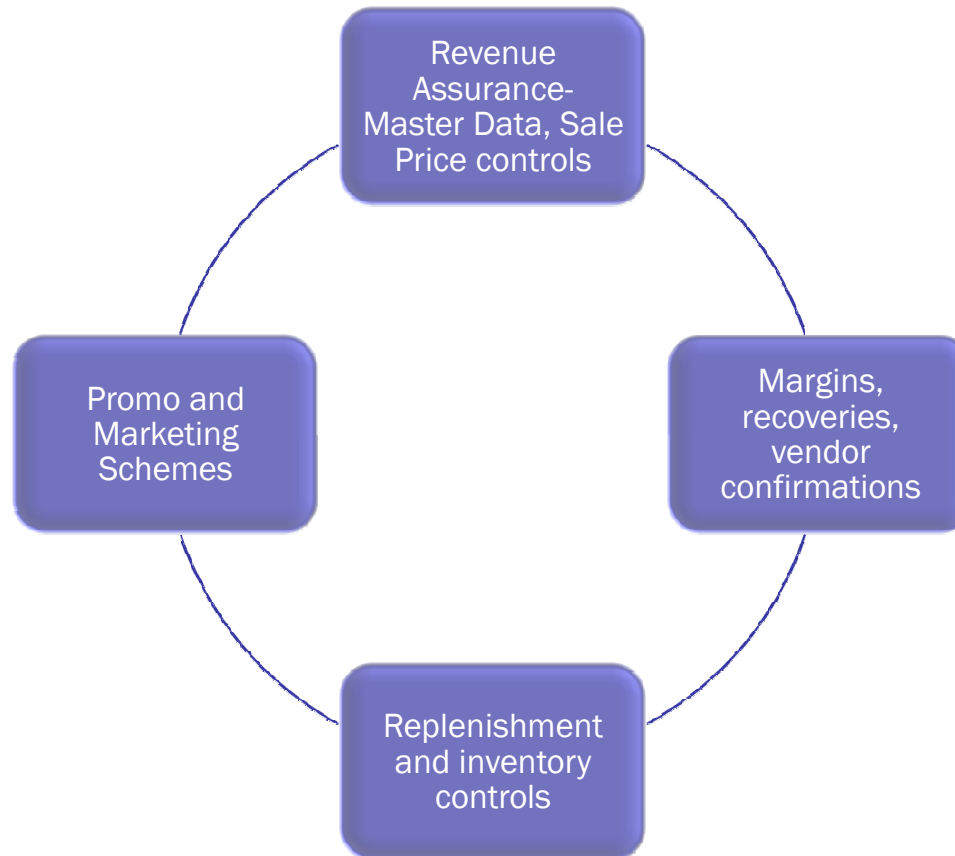 Revenue
Assurance-
Master Data, Sale
Price controls
Promo and
Marketing
Schemes
Margins,
recoveries,
vendor
confirmations
Replenishment
and inventory
controls